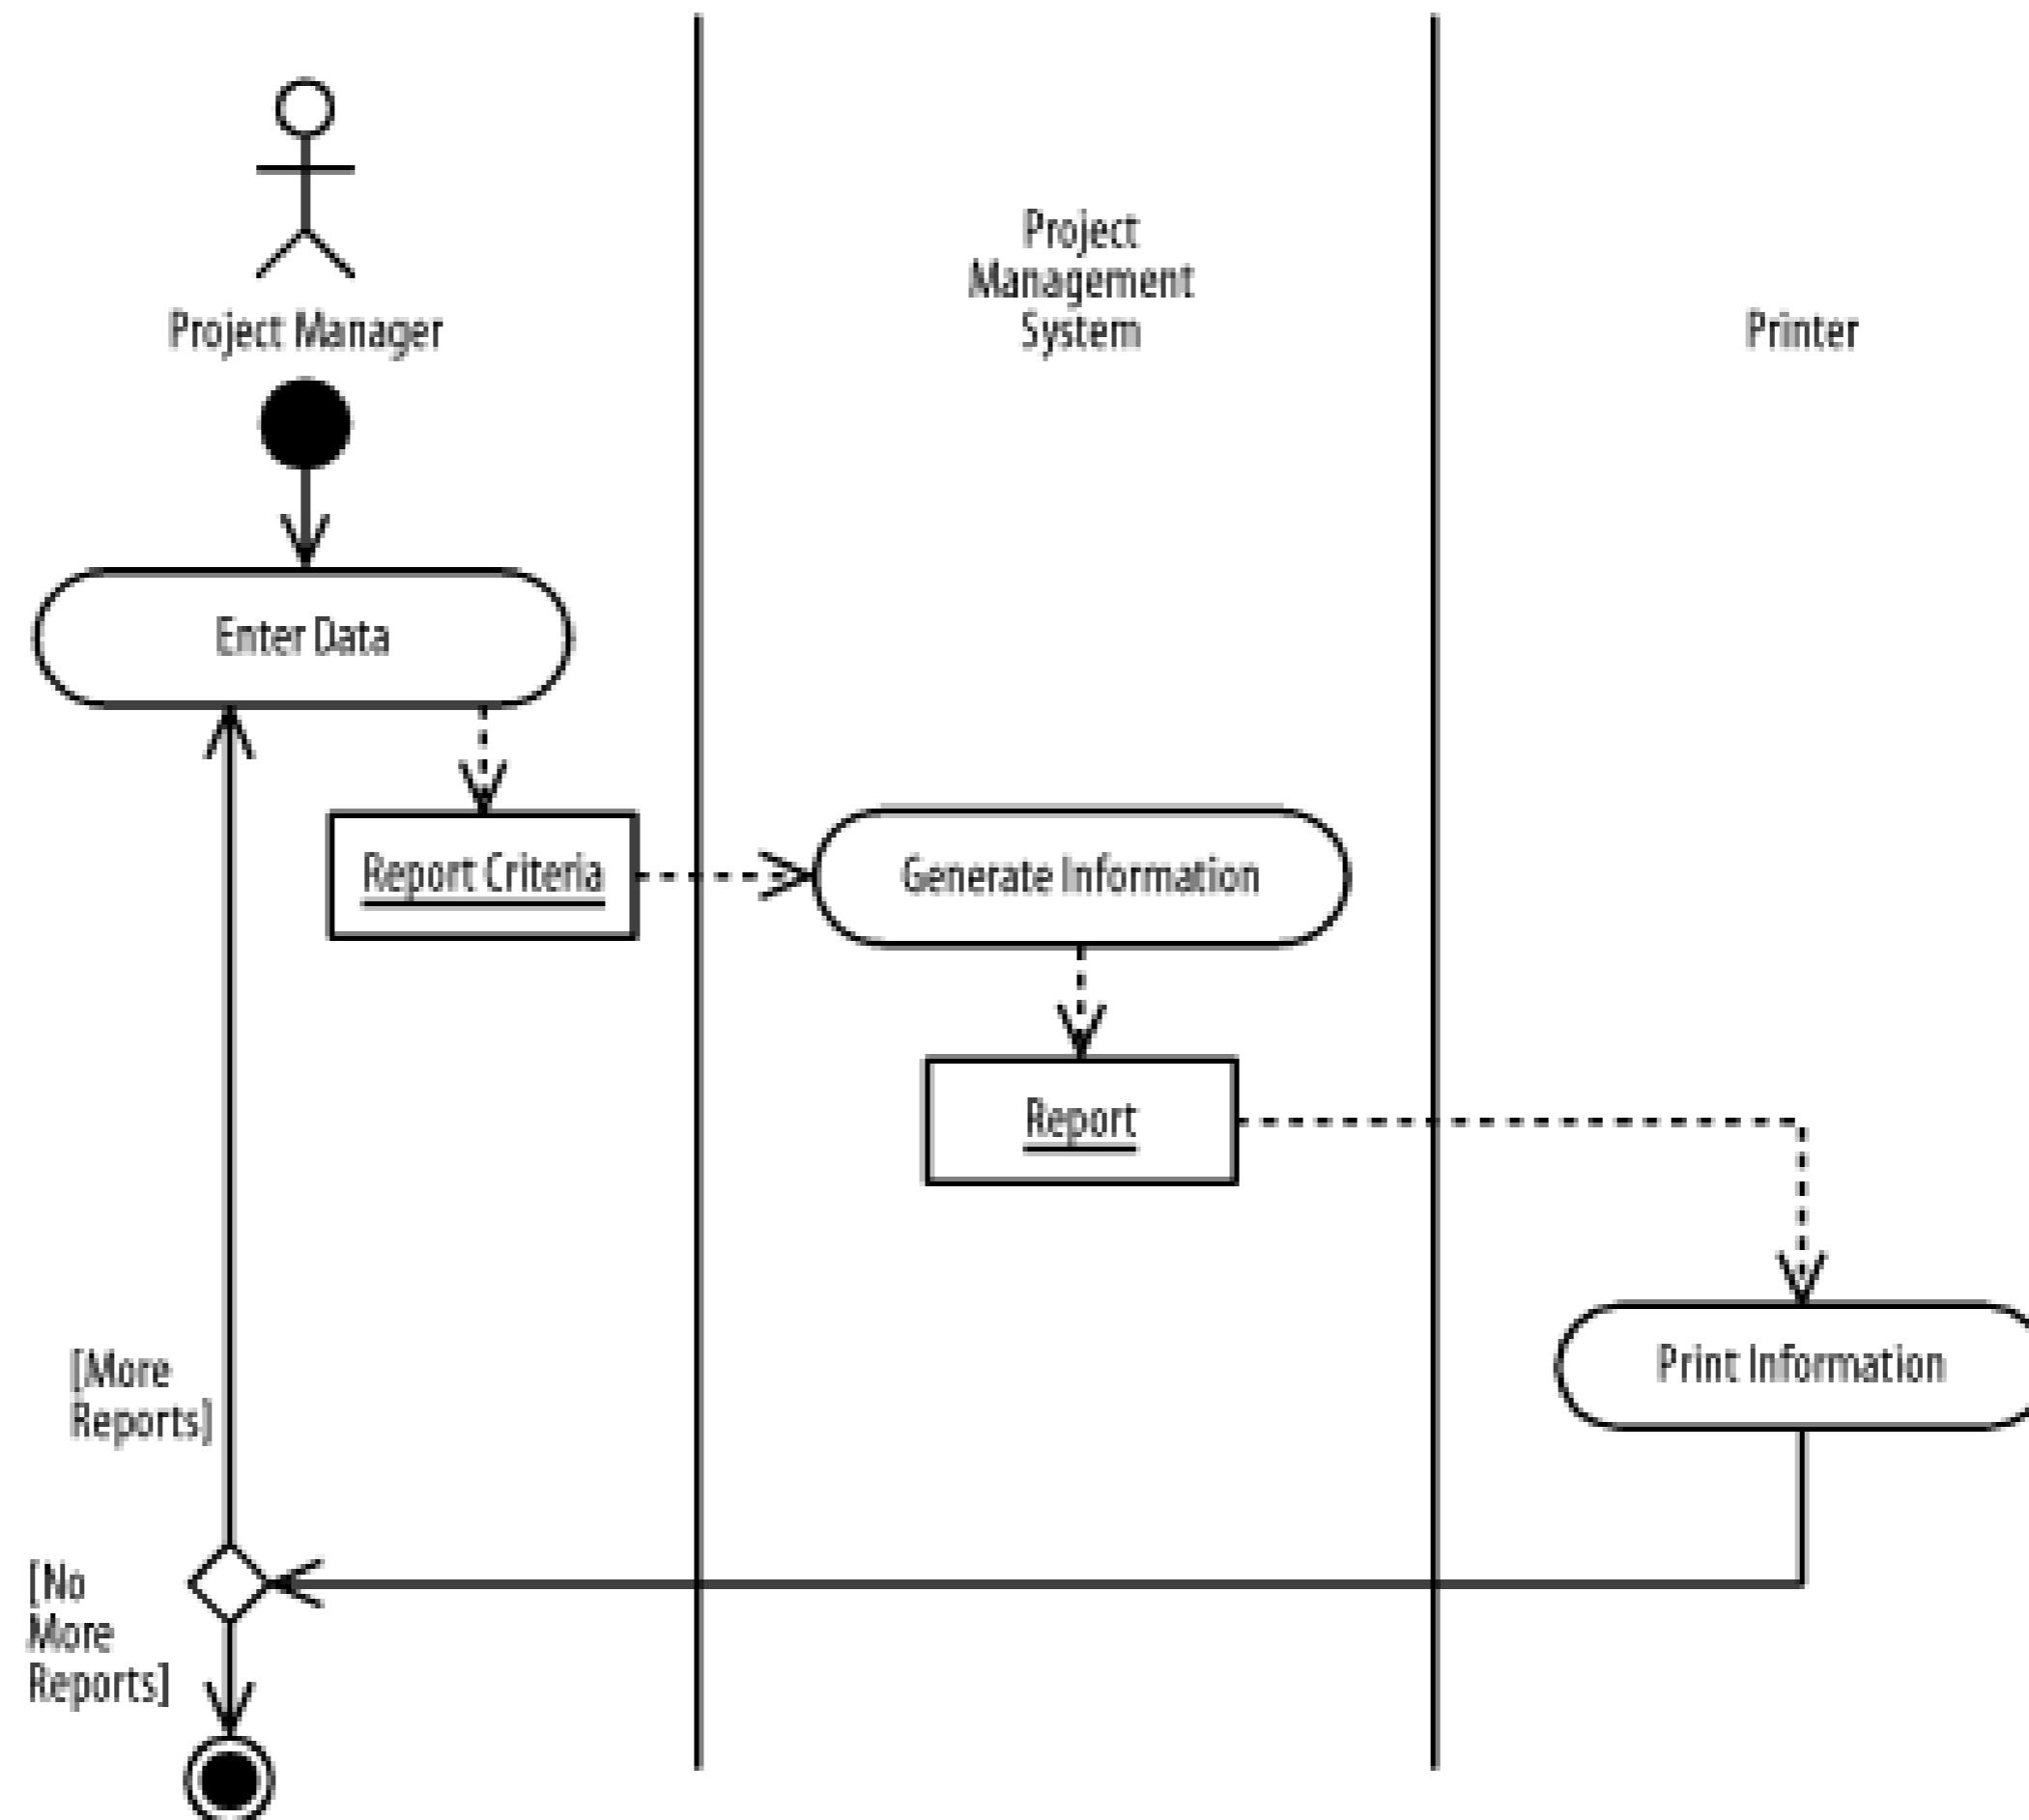 Project
Management
System
Project Manager
Printer
Enter Data
Report Criteria
Generate Information
Report
Print Information
[More
Reports]
[No
More
Reports]